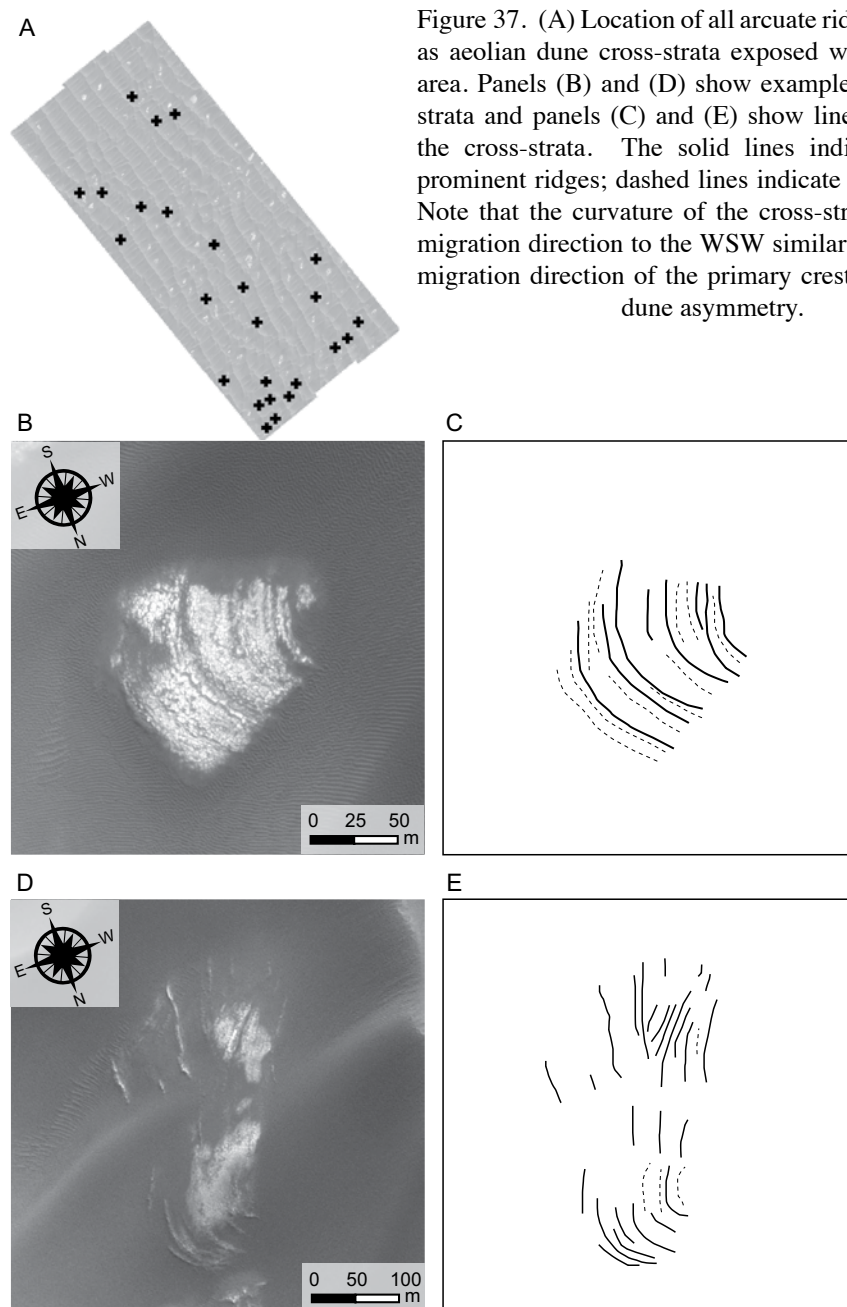 A
Figure 37. (A) Location of all arcuate rid
as aeolian dune cross-strata exposed w
area. Panels (B) and (D) show example
strata and panels (C) and (E) show line
the cross-strata. The solid lines indi
prominent ridges; dashed lines indicate
Note that the curvature of the cross-str
migration direction to the WSW similar
migration direction of the primary crest
dune asymmetry.
B
C
S
W
E
N
0 25 50
m
D
E
S
W
E
N
0 50 100
m